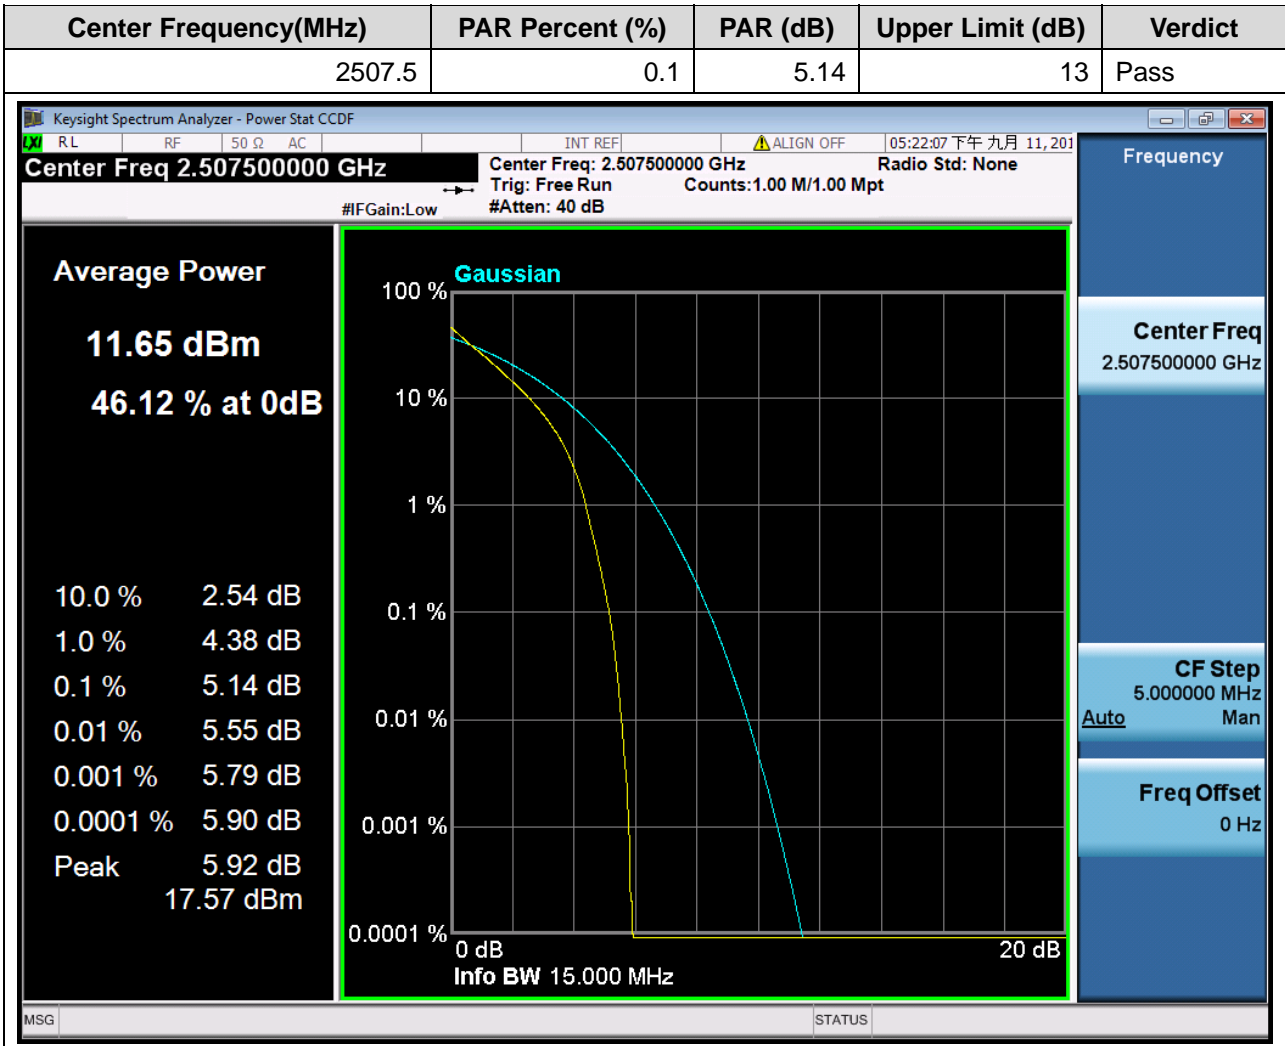 Center Frequency(MHz) PAR Percent (%) PAR (dB) Upper Limit (dB) Verdict
2507.5 0.1 5.14 13 Pass
Keysight Spectrum Analyzer - Power Stat CCDF
LXI RL RF 50 Ω AC INT REF ALIGN OFF 05:22:07 下午 九月 11, 201
Center Freq 2.507500000 GHz
Center Freq: 2.507500000 GHz Radio Std: None
Trig: Free Run Counts:1.00 M/1.00 Mpt
#IFGain:Low #Atten: 40 dB
Frequency
Average Power
11.65 dBm
46.12 % at 0dB
10.0 % 2.54 dB
1.0 % 4.38 dB
0.1 % 5.14 dB
0.01 % 5.55 dB
0.001 % 5.79 dB
0.0001 % 5.90 dB
Peak 5.92 dB
17.57 dBm
Gaussian
100 %
10 %
1 %
0.1 %
0.01 %
0.001 %
0.0001 %
0 dB 20 dB
Info BW 15.000 MHz
Center Freq
2.507500000 GHz
CF Step
5.000000 MHz
Auto Man
Freq Offset
0 Hz
MSG STATUS